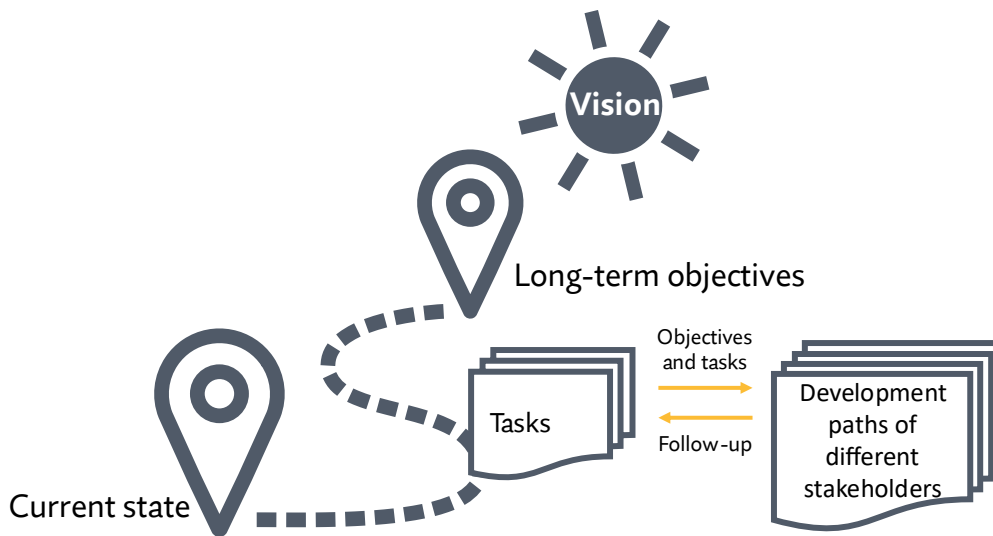 Vision
Long-term objectives
Objectives
and tasks
Tasks
Follow-up
Development
paths of
different
stakeholders
Current state